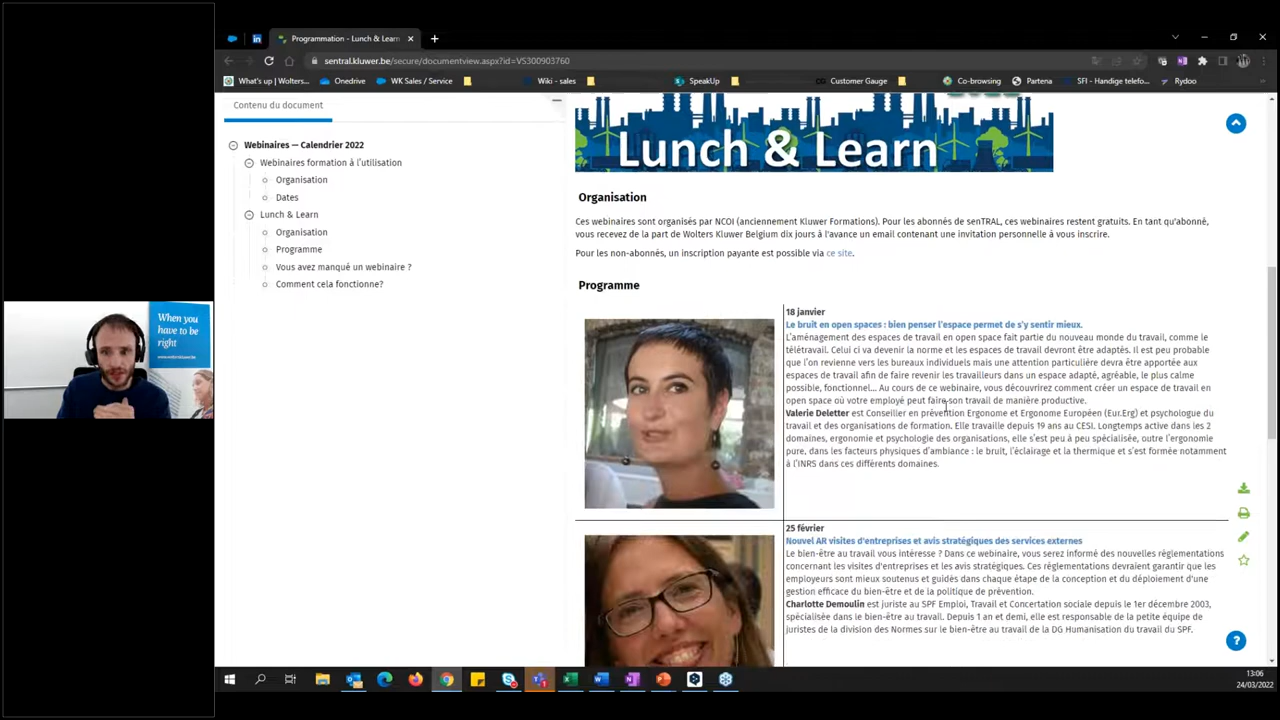 Programmation - Lunch & Learn
sentral.kluwer.be/secure/documentview.aspx?id=VS300903760
What's up | Wolters... Onedrive WK Sales / Service Wiki - sales SpeakUp Customer Gauge Co-browsing Partena SFI - Handige telefo... Rydoo
Contenu du document
Webinaires — Calendrier 2022
Webinaires formation à l'utilisation
Organisation
Dates
Lunch & Learn
Organisation
Programme
Vous avez manqué un webinaire ?
Comment cela fonctionne?
When you
have to be
right
Lunch & Learn
Organisation
Ces webinaires sont organisés par NCOI (anciennement Kluwer Formations). Pour les abonnés de senTRAL, ces webinaires restent gratuits. En tant qu'abonné,
vous recevez de la part de Wolters Kluwer Belgium dix jours à l'avance un email contenant une invitation personnelle à vous inscrire.
Pour les non-abonnés, un inscription payante est possible via ce site.
Programme
18 janvier
Le bruit en open spaces : bien penser l'espace permet de s'y sentir mieux.
L'aménagement des espaces de travail en open space fait partie du nouveau monde du travail, comme le
télétravail. Celui ci va devenir la norme et les espaces de travail devront être adaptés. Il est peu probable
que l'on revienne vers les bureaux individuels mais une attention particulière devra être apportée aux
espaces de travail afin de faire revenir les travailleurs dans un espace adapté, agréable, le plus calme
possible, fonctionnel... Au cours de ce webinaire, vous découvrirez comment créer un espace de travail en
open space où votre employé peut faire son travail de manière productive.
Valerie Deletter est Conseiller en prévention Ergonome et Ergonome Européen (Eur.Erg) et psychologue du
travail et des organisations de formation. Elle travaille depuis 19 ans au CESI. Longtemps active dans les 2
domaines, ergonomie et psychologie des organisations, elle s'est peu à peu spécialisée, outre l'ergonomie
pure, dans les facteurs physiques d'ambiance : le bruit, l'éclairage et la thermique et s'est formée notamment
à l'INRS dans ces différents domaines.
25 février
Nouvel AR visites d'entreprises et avis stratégiques des services externes
Le bien-être au travail vous intéresse ? Dans ce webinaire, vous serez informé des nouvelles réglementations
concernant les visites d'entreprises et les avis stratégiques. Ces réglementations devraient garantir que les
employeurs sont mieux soutenus et guidés dans chaque étape de la conception et du déploiement d'une
gestion efficace du bien-être et de la politique de prévention.
Charlotte Demoulin est juriste au SPF Emploi, Travail et Concertation sociale depuis le 1er décembre 2003,
spécialisée dans le bien-être au travail. Depuis 1 an et demi, elle est responsable de la petite équipe de
juristes de la division des Normes sur le bien-être au travail de la DG Humanisation du travail du SPF.
13:06
24/03/2022